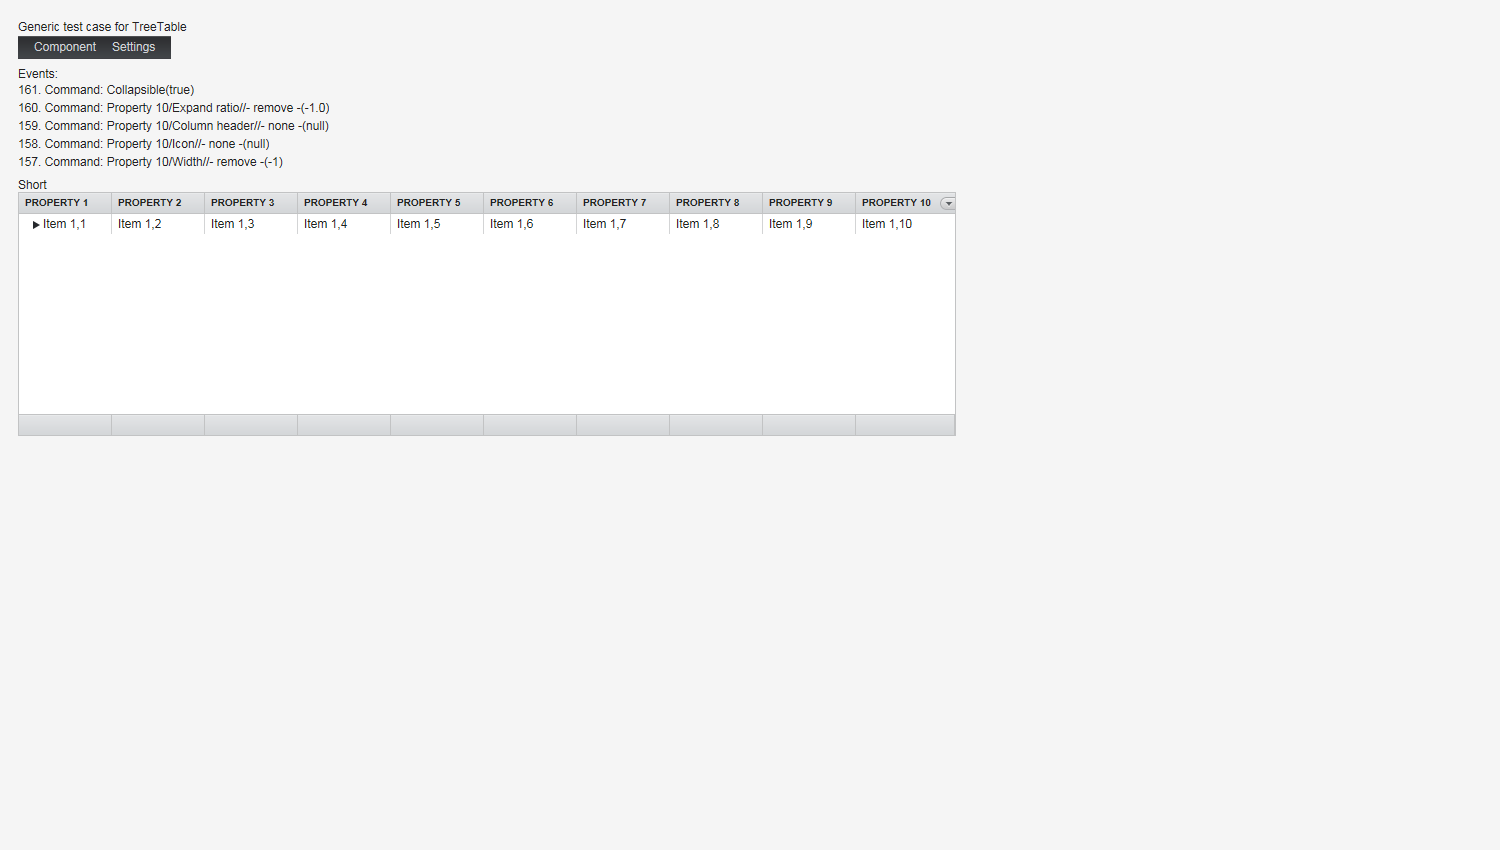 Generic test case for TreeTable
Component Settings
Events:
161. Command: Collapsible(true)
160. Command: Property 10/Expand ratio//- remove -(-1.0)
159. Command: Property 10/Column header//- none -(null)
158. Command: Property 10/Icon//- none -(null)
157. Command: Property 10/Width//- remove -(-1)
Short
PROPERTY 1 PROPERTY 2 PROPERTY 3 PROPERTY 4 PROPERTY 5 PROPERTY 6 PROPERTY 7 PROPERTY 8 PROPERTY 9 PROPERTY 10
Item 1,1 Item 1,2 Item 1,3 Item 1,4 Item 1,5 Item 1,6 Item 1,7 Item 1,8 Item 1,9 Item 1,10